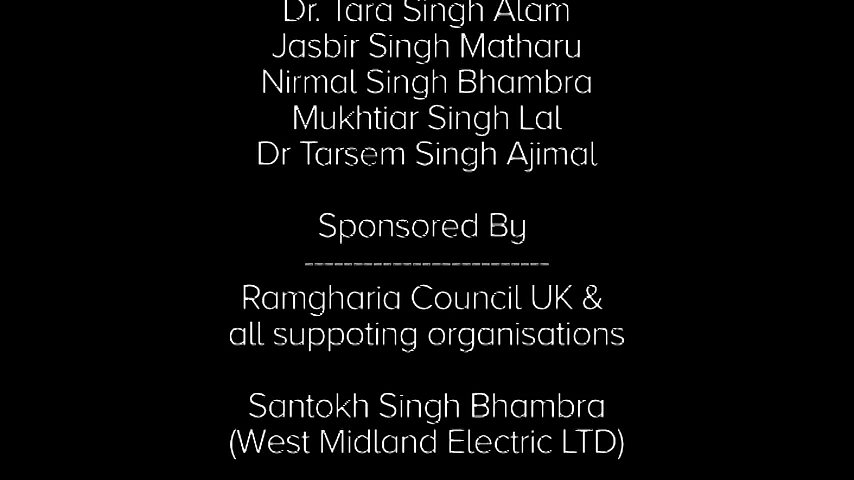 Dr. Tara Singh Alam
Jasbir Singh Matharu
Nirmal Singh Bhambra
Mukhtiar Singh Lal
Dr Tarsem Singh Ajimal
Sponsored By
-------------------------
Ramgharia Council UK &
all suppoting organisations
Santokh Singh Bhambra
(West Midland Electric LTD)